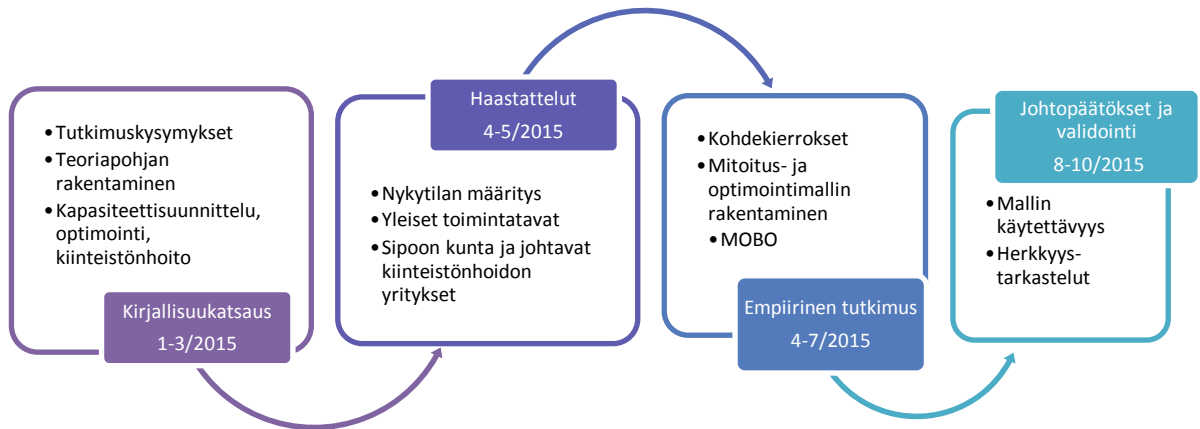 •Tutkimuskysymykset
•Teoriapohjan
rakentaminen
•Kapasiteettisuunnittelu,
optimointi,
kiinteistönhoito
Kirjallisuukatsaus
1-3/2015
Haastattelut
4-5/2015
•Nykytilan määritys
•Yleiset toimintatavat
•Sipoon kunta ja johtavat
kiinteistönhoidon
yritykset
•Kohdekierrokset
•Mitoitus- ja
optimointimallin
rakentaminen
•MOBO
Empiirinen tutkimus
4-7/2015
Johtopäätökset ja
validointi
8-10/2015
•Mallin
käytettävyys
•Herkkyys-
tarkastelut